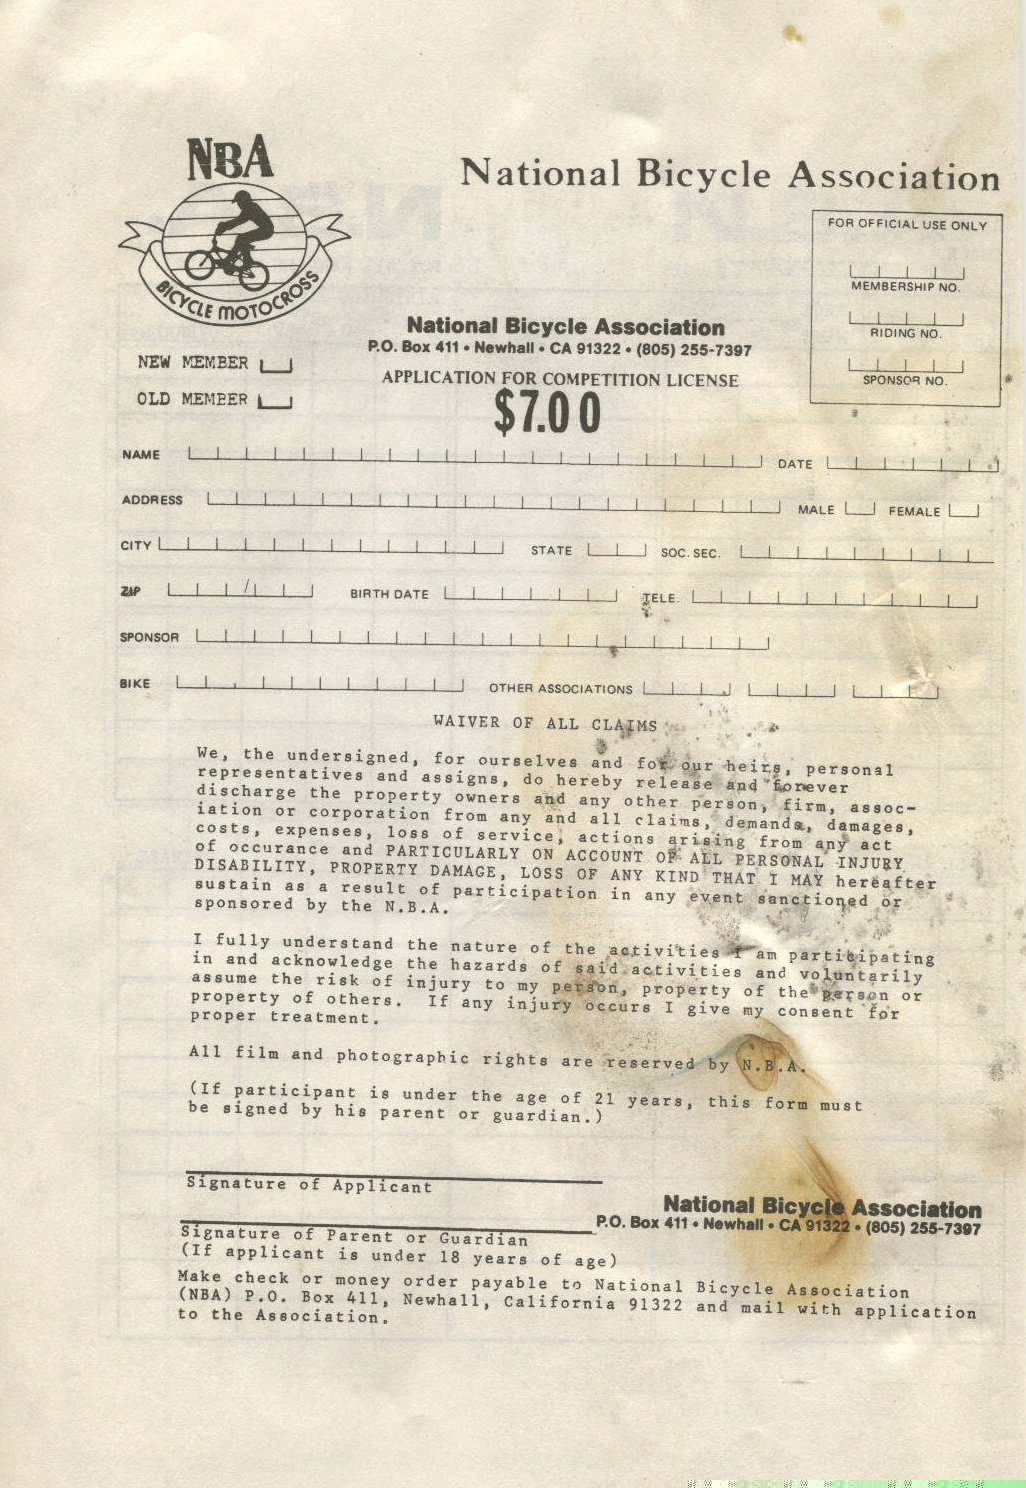 NBA
National Bicycle Association
BICYCLE MOTOCROSS
FOR OFFICIAL USE ONLY
MEMBERSHIP NO.
RIDING NO.
SPONSOR NO.
National Bicycle Association
P.O. Box 411 • Newhall • CA 91322 • (805) 255-7397
NEW MEMBER
APPLICATION FOR COMPETITION LICENSE
OLD MEMBER
$7.00
NAME DATE
ADDRESS MALE FEMALE
CITY STATE SOC. SEC.
ZIP / BIRTH DATE TELE.
SPONSOR
BIKE OTHER ASSOCIATIONS
WAIVER OF ALL CLAIMS
We, the undersigned, for ourselves and for our heirs, personal
representatives and assigns, do hereby release and forever
discharge the property owners and any other person, firm, assoc-
iation or corporation from any and all claims, demands, damages,
costs, expenses, loss of service, actions arising from any act
of occurance and PARTICULARLY ON ACCOUNT OF ALL PERSONAL INJURY
DISABILITY, PROPERTY DAMAGE, LOSS OF ANY KIND THAT I MAY hereafter
sustain as a result of participation in any event sanctioned or
sponsored by the N.B.A.
I fully understand the nature of the activities I am participating
in and acknowledge the hazards of said activities and voluntarily
assume the risk of injury to my person, property of the person or
property of others. If any injury occurs I give my consent for
proper treatment.
All film and photographic rights are reserved by N.B.A.
(If participant is under the age of 21 years, this form must
be signed by his parent or guardian.)
Signature of Applicant
National Bicycle Association
P.O. Box 411 • Newhall • CA 91322 • (805) 255-7397
Signature of Parent or Guardian
(If applicant is under 18 years of age)
Make check or money order payable to National Bicycle Association
(NBA) P.O. Box 411, Newhall, California 91322 and mail with application
to the Association.